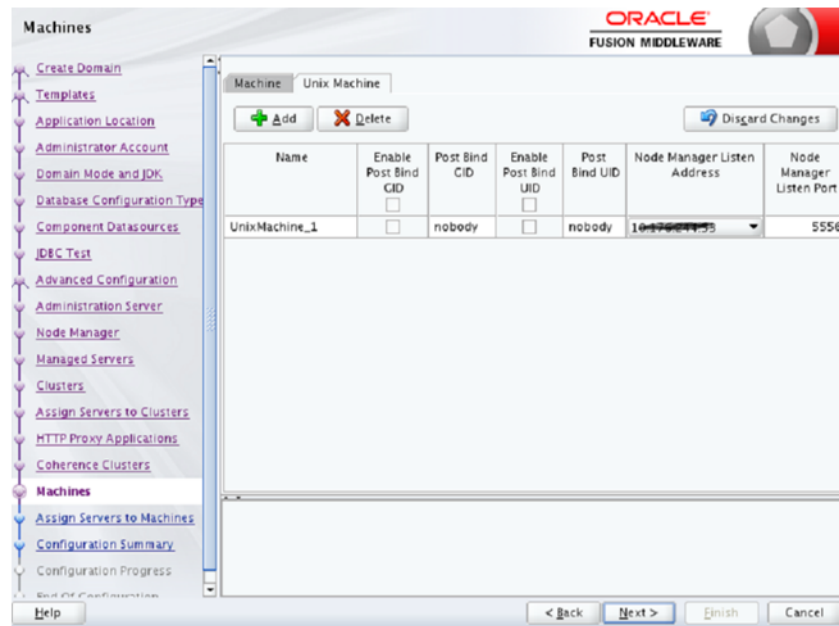 Machines
ORACLE
FUSION MIDDLEWARE
Create Domain
Templates
Application Location
Administrator Account
Domain Mode and JDK
Database Configuration Type
Component Datasources
JDBC Test
Advanced Configuration
Administration Server
Node Manager
Managed Servers
Clusters
Assign Servers to Clusters
HTTP Proxy Applications
Coherence Clusters
Machines
Assign Servers to Machines
Configuration Summary
Configuration Progress
End Of Configuration
Machine Unix Machine
Add Delete Discard Changes
Name Enable Post Bind GID Post Bind GID Enable Post Bind UID Post Bind UID Node Manager Listen Address Node Manager Listen Port
UnixMachine_1 nobody nobody 5556
Help < Back Next > Finish Cancel